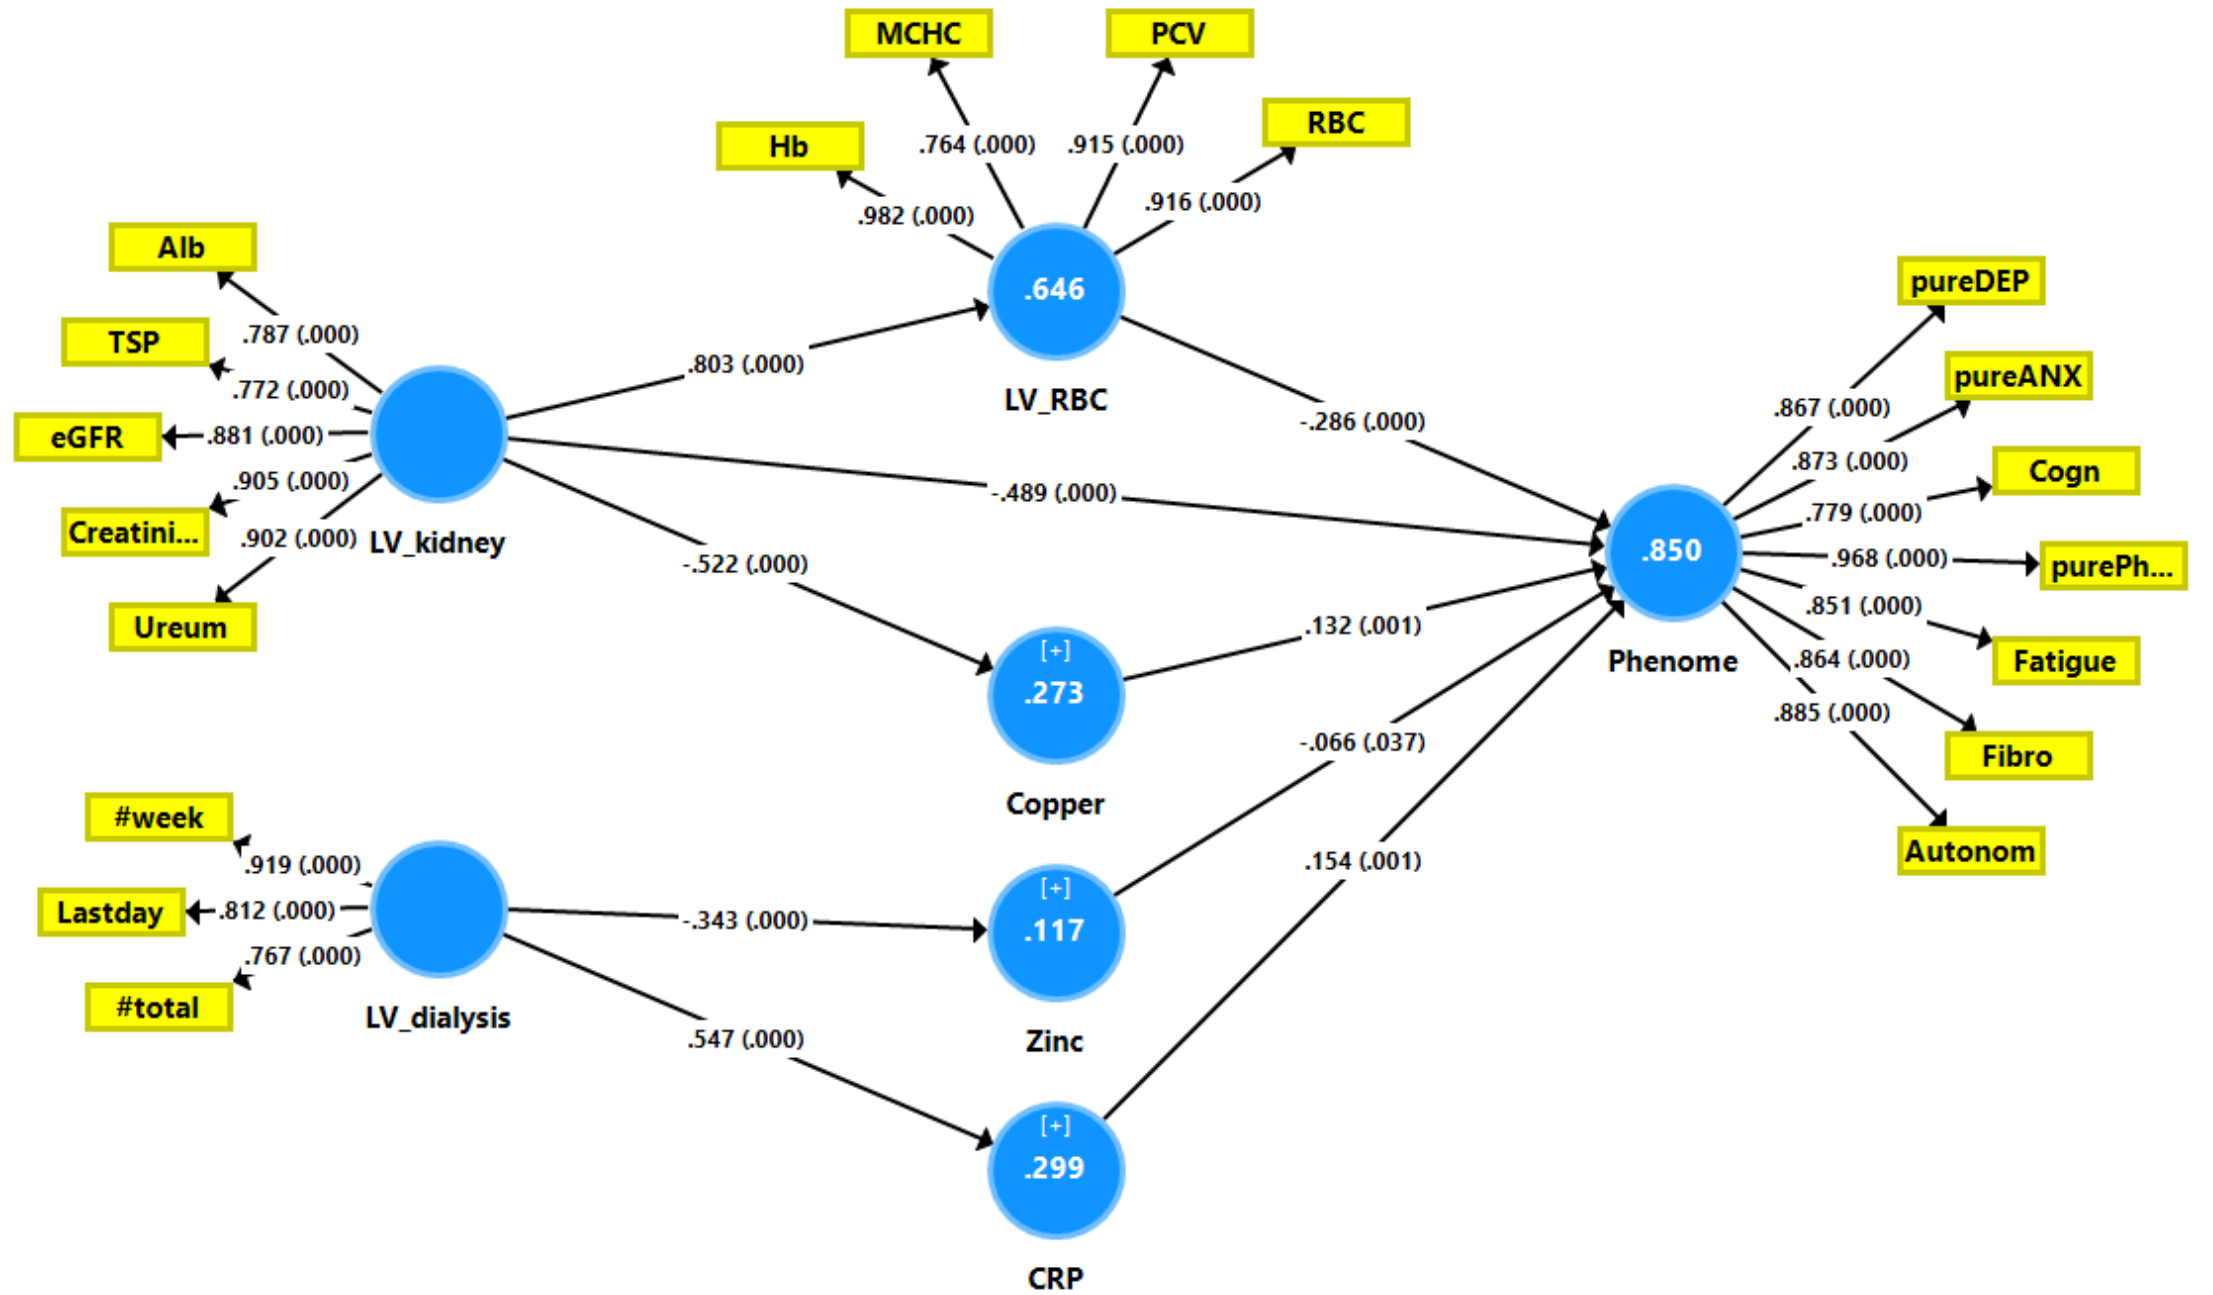 MCHC
PCV
RBC
Hb
.764 (.000)
.915 (.000)
.916 (.000)
.982 (.000)
Alb
TSP
eGFR
Creatini...
Ureum
.787 (.000)
.772 (.000)
.881 (.000)
.905 (.000)
.902 (.000)
LV_kidney
.646
LV_RBC
.803 (.000)
-.286 (.000)
-.489 (.000)
-.522 (.000)
[+]
.273
Copper
.132 (.001)
-.066 (.037)
.154 (.001)
.850
Phenome
pureDEP
pureANX
Cogn
purePh...
Fatigue
Fibro
Autonom
.867 (.000)
.873 (.000)
.779 (.000)
.968 (.000)
.851 (.000)
.864 (.000)
.885 (.000)
#week
Lastday
#total
.919 (.000)
.812 (.000)
.767 (.000)
LV_dialysis
-.343 (.000)
.547 (.000)
[+]
.117
Zinc
[+]
.299
CRP